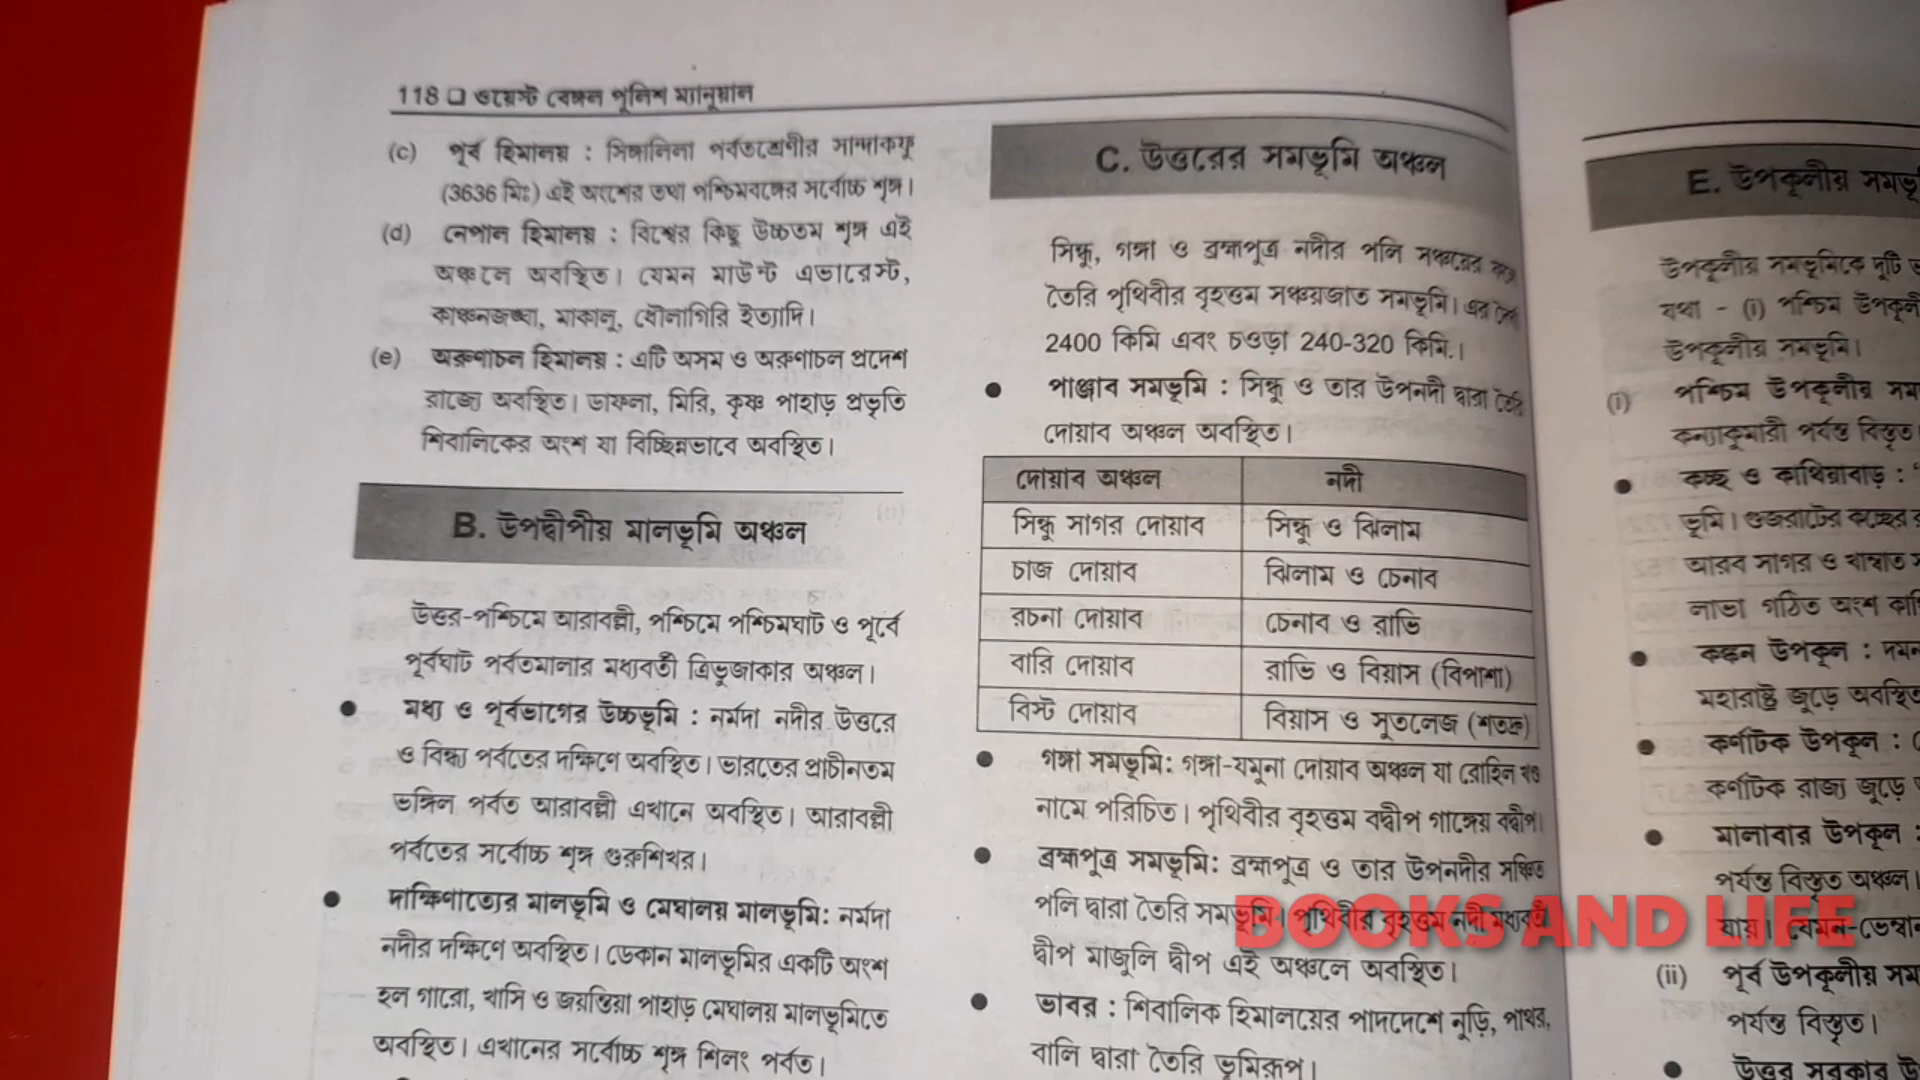 118 ❑ ওয়েস্ট বেঙ্গল পুলিশ ম্যানুয়াল
(c) পূর্ব হিমালয় : সিঙ্গালিলা পর্বতশ্রেণীর সান্দাকফু
(3636 মিঃ) এই অংশের তথা পশ্চিমবঙ্গের সর্বোচ্চ শৃঙ্গ।
(d) নেপাল হিমালয় : বিশ্বের কিছু উচ্চতম শৃঙ্গ এই
অঞ্চলে অবস্থিত। যেমন মাউন্ট এভারেস্ট,
কাঞ্চনজঙ্ঘা, মাকালু, ধৌলাগিরি ইত্যাদি।
(e) অরুণাচল হিমালয় : এটি অসম ও অরুণাচল প্রদেশ
রাজ্যে অবস্থিত। ডাফলা, মিরি, কৃষ্ণ পাহাড় প্রভৃতি
শিবালিকের অংশ যা বিচ্ছিন্নভাবে অবস্থিত।
B. উপদ্বীপীয় মালভূমি অঞ্চল
উত্তর-পশ্চিমে আরাবল্লী, পশ্চিমে পশ্চিমঘাট ও পূর্বে
পূর্বঘাট পর্বতমালার মধ্যবর্তী ত্রিভুজাকার অঞ্চল।
● মধ্য ও পূর্বভাগের উচ্চভূমি : নর্মদা নদীর উত্তরে
ও বিন্ধ্য পর্বতের দক্ষিণে অবস্থিত। ভারতের প্রাচীনতম
ভঙ্গিল পর্বত আরাবল্লী এখানে অবস্থিত। আরাবল্লী
পর্বতের সর্বোচ্চ শৃঙ্গ গুরুশিখর।
● দাক্ষিণাত্যের মালভূমি ও মেঘালয় মালভূমি: নর্মদা
নদীর দক্ষিণে অবস্থিত। ডেকান মালভূমির একটি অংশ
হল গারো, খাসি ও জয়ন্তিয়া পাহাড় মেঘালয় মালভূমিতে
অবস্থিত। এখানের সর্বোচ্চ শৃঙ্গ শিলং পর্বত।
C. উত্তরের সমভূমি অঞ্চল
সিন্ধু, গঙ্গা ও ব্রহ্মপুত্র নদীর পলি সঞ্চয়ের
তৈরি পৃথিবীর বৃহত্তম সঞ্চয়জাত সমভূমি। এর
2400 কিমি এবং চওড়া 240-320 কিমি.।
● পাঞ্জাব সমভূমি : সিন্ধু ও তার উপনদী দ্বারা তৈরি
দোয়াব অঞ্চল অবস্থিত।
দোয়াব অঞ্চল নদী
সিন্ধু সাগর দোয়াব সিন্ধু ও ঝিলাম
চাজ দোয়াব ঝিলাম ও চেনাব
রচনা দোয়াব চেনাব ও রাভি
বারি দোয়াব রাভি ও বিয়াস (বিপাশা)
বিস্ট দোয়াব বিয়াস ও সুতলেজ (শতদ্রু)
● গঙ্গা সমভূমি: গঙ্গা-যমুনা দোয়াব অঞ্চল যা রোহিল খণ্ড
নামে পরিচিত। পৃথিবীর বৃহত্তম বদ্বীপ গাঙ্গেয় বদ্বীপ।
● ব্রহ্মপুত্র সমভূমি: ব্রহ্মপুত্র ও তার উপনদীর সঞ্চিত
পলি দ্বারা তৈরি সমভূমি। পৃথিবীর বৃহত্তম নদী মধ্যবর্তী
দ্বীপ মাজুলি দ্বীপ এই অঞ্চলে অবস্থিত।
● ভাবর : শিবালিক হিমালয়ের পাদদেশে নুড়ি, পাথর,
বালি দ্বারা তৈরি ভূমিরূপ।
E. উপকূলীয়
উপকূলীয় সমভূমিকে দুটি
যথা - (i) পশ্চিম
উপকূলীয় সমভূমি।
(i) পশ্চিম উপকূলীয়
কন্যাকুমারী পর্যন্ত বিস্তৃত।
● কচ্ছ ও কাথিয়াবাড় :
ভূমি। গুজরাটের কচ্ছের
আরব সাগর ও খাম্বাত
লাভা গঠিত অংশ
● কঙ্কন উপকূল :
মহারাষ্ট্র জুড়ে
● কর্ণাটক উপকূল :
কর্ণাটক রাজ্য জুড়ে
● মালাবার উপকূল :
পর্যন্ত বিস্তৃত অঞ্চল।
যায়।
(ii) পূর্ব উপকূলীয়
পর্যন্ত বিস্তৃত।
● উত্তর সরকার
BOOKS AND LIFE